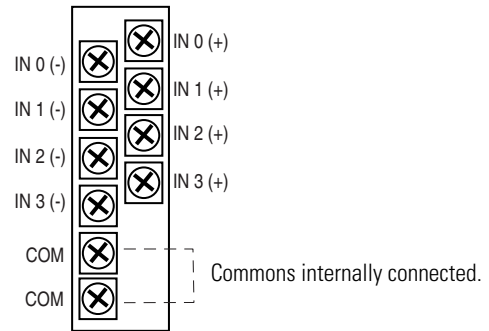 IN 0 (+)
IN 0 (-)
IN 1 (+)
IN 1 (-)
IN 2 (+)
IN 2 (-)
IN 3 (+)
IN 3 (-)
COM
Commons internally connected.
COM